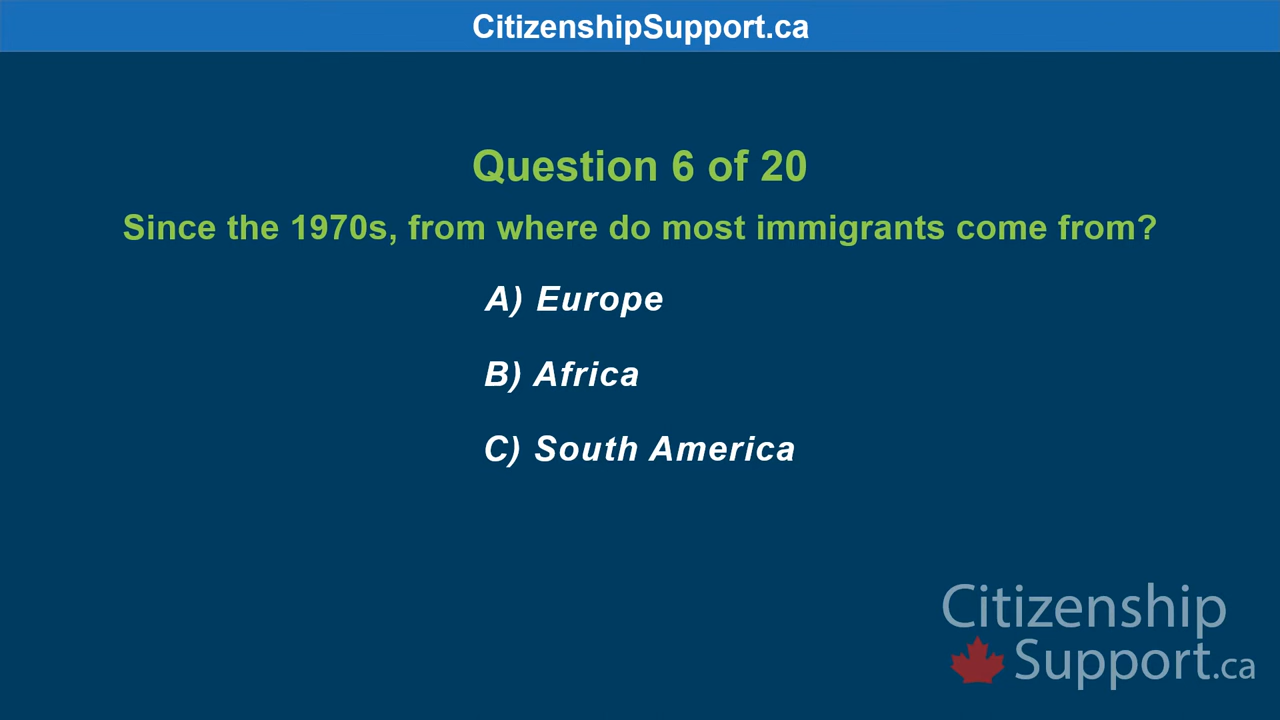 CitizenshipSupport.ca
Question 6 of 20
Since the 1970s, from where do most immigrants come from?
A) Europe
B) Africa
C) South America
Citizenship
Support.ca